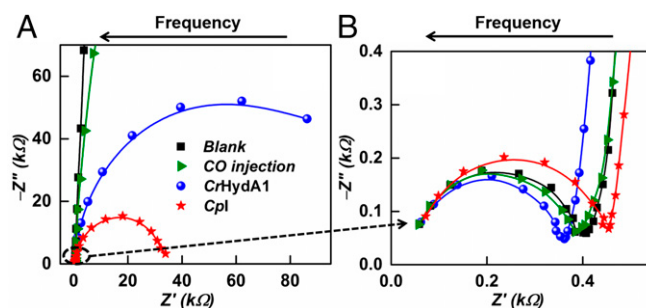 A
Frequency
B
Frequency
60
40
20
0
–Z'' (kΩ)
0 20 40 60 80
Z' (kΩ)
Blank
CO injection
CrHydA1
CpI
0.4
0.3
0.2
0.1
0.0
–Z'' (kΩ)
0.0 0.2 0.4
Z' (kΩ)